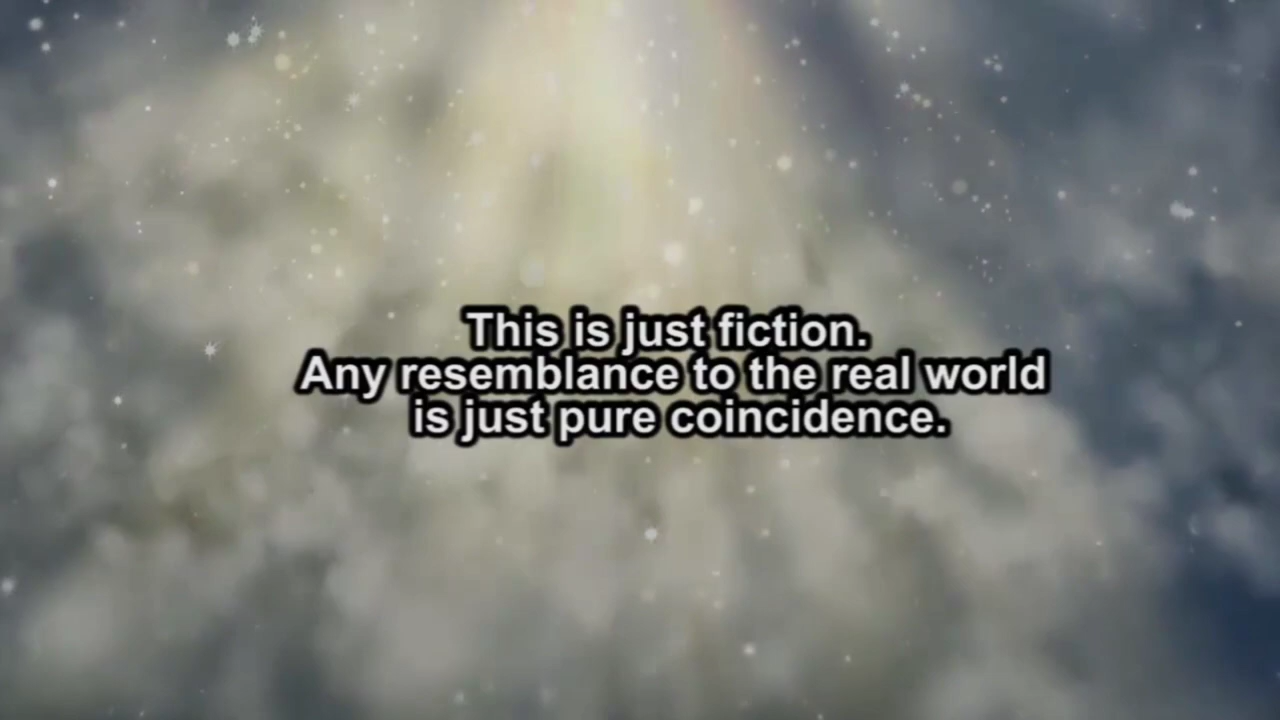 This is just fiction.
Any resemblance to the real world
is just pure coincidence.